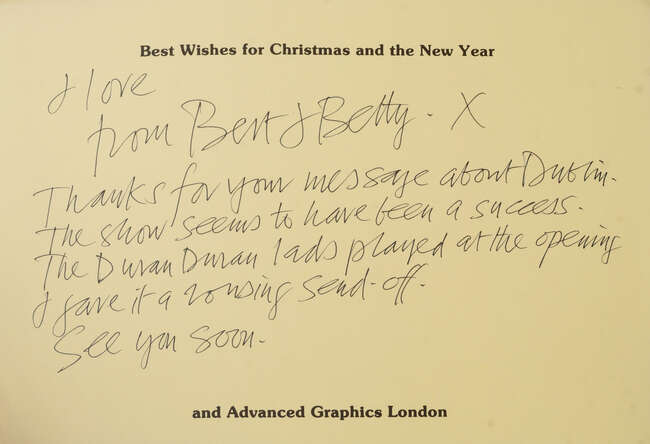 Best Wishes for Christmas and the New Year
& love
from Bert & Betty. X
Thanks for your message about Dublin.
The show seems to have been a success.
The Duran Duran lads played at the opening
& gave it a rousing send-off.
See you soon.
and Advanced Graphics London